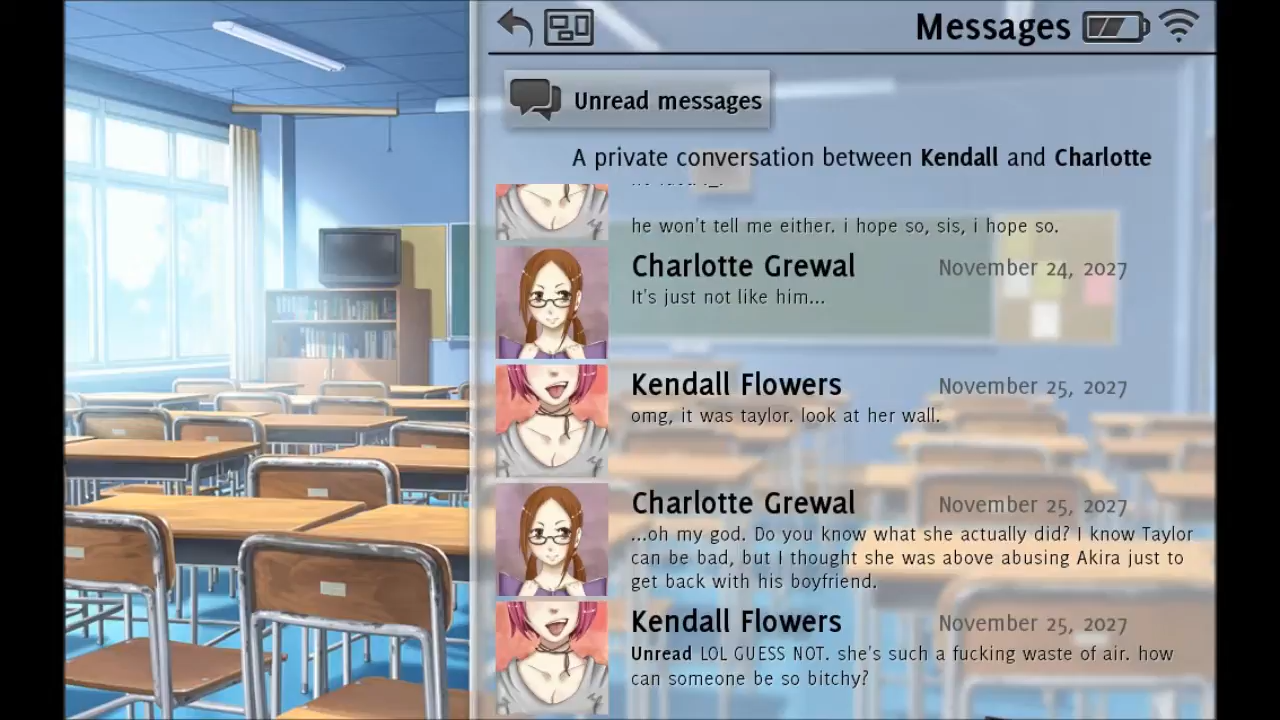 Messages
Unread messages
A private conversation between Kendall and Charlotte
he won't tell me either. i hope so, sis, i hope so.
Charlotte Grewal November 24, 2027
It's just not like him...
Kendall Flowers November 25, 2027
omg, it was taylor. look at her wall.
Charlotte Grewal November 25, 2027
...oh my god. Do you know what she actually did? I know Taylor
can be bad, but I thought she was above abusing Akira just to
get back with his boyfriend.
Kendall Flowers November 25, 2027
Unread LOL GUESS NOT. she's such a fucking waste of air. how
can someone be so bitchy?